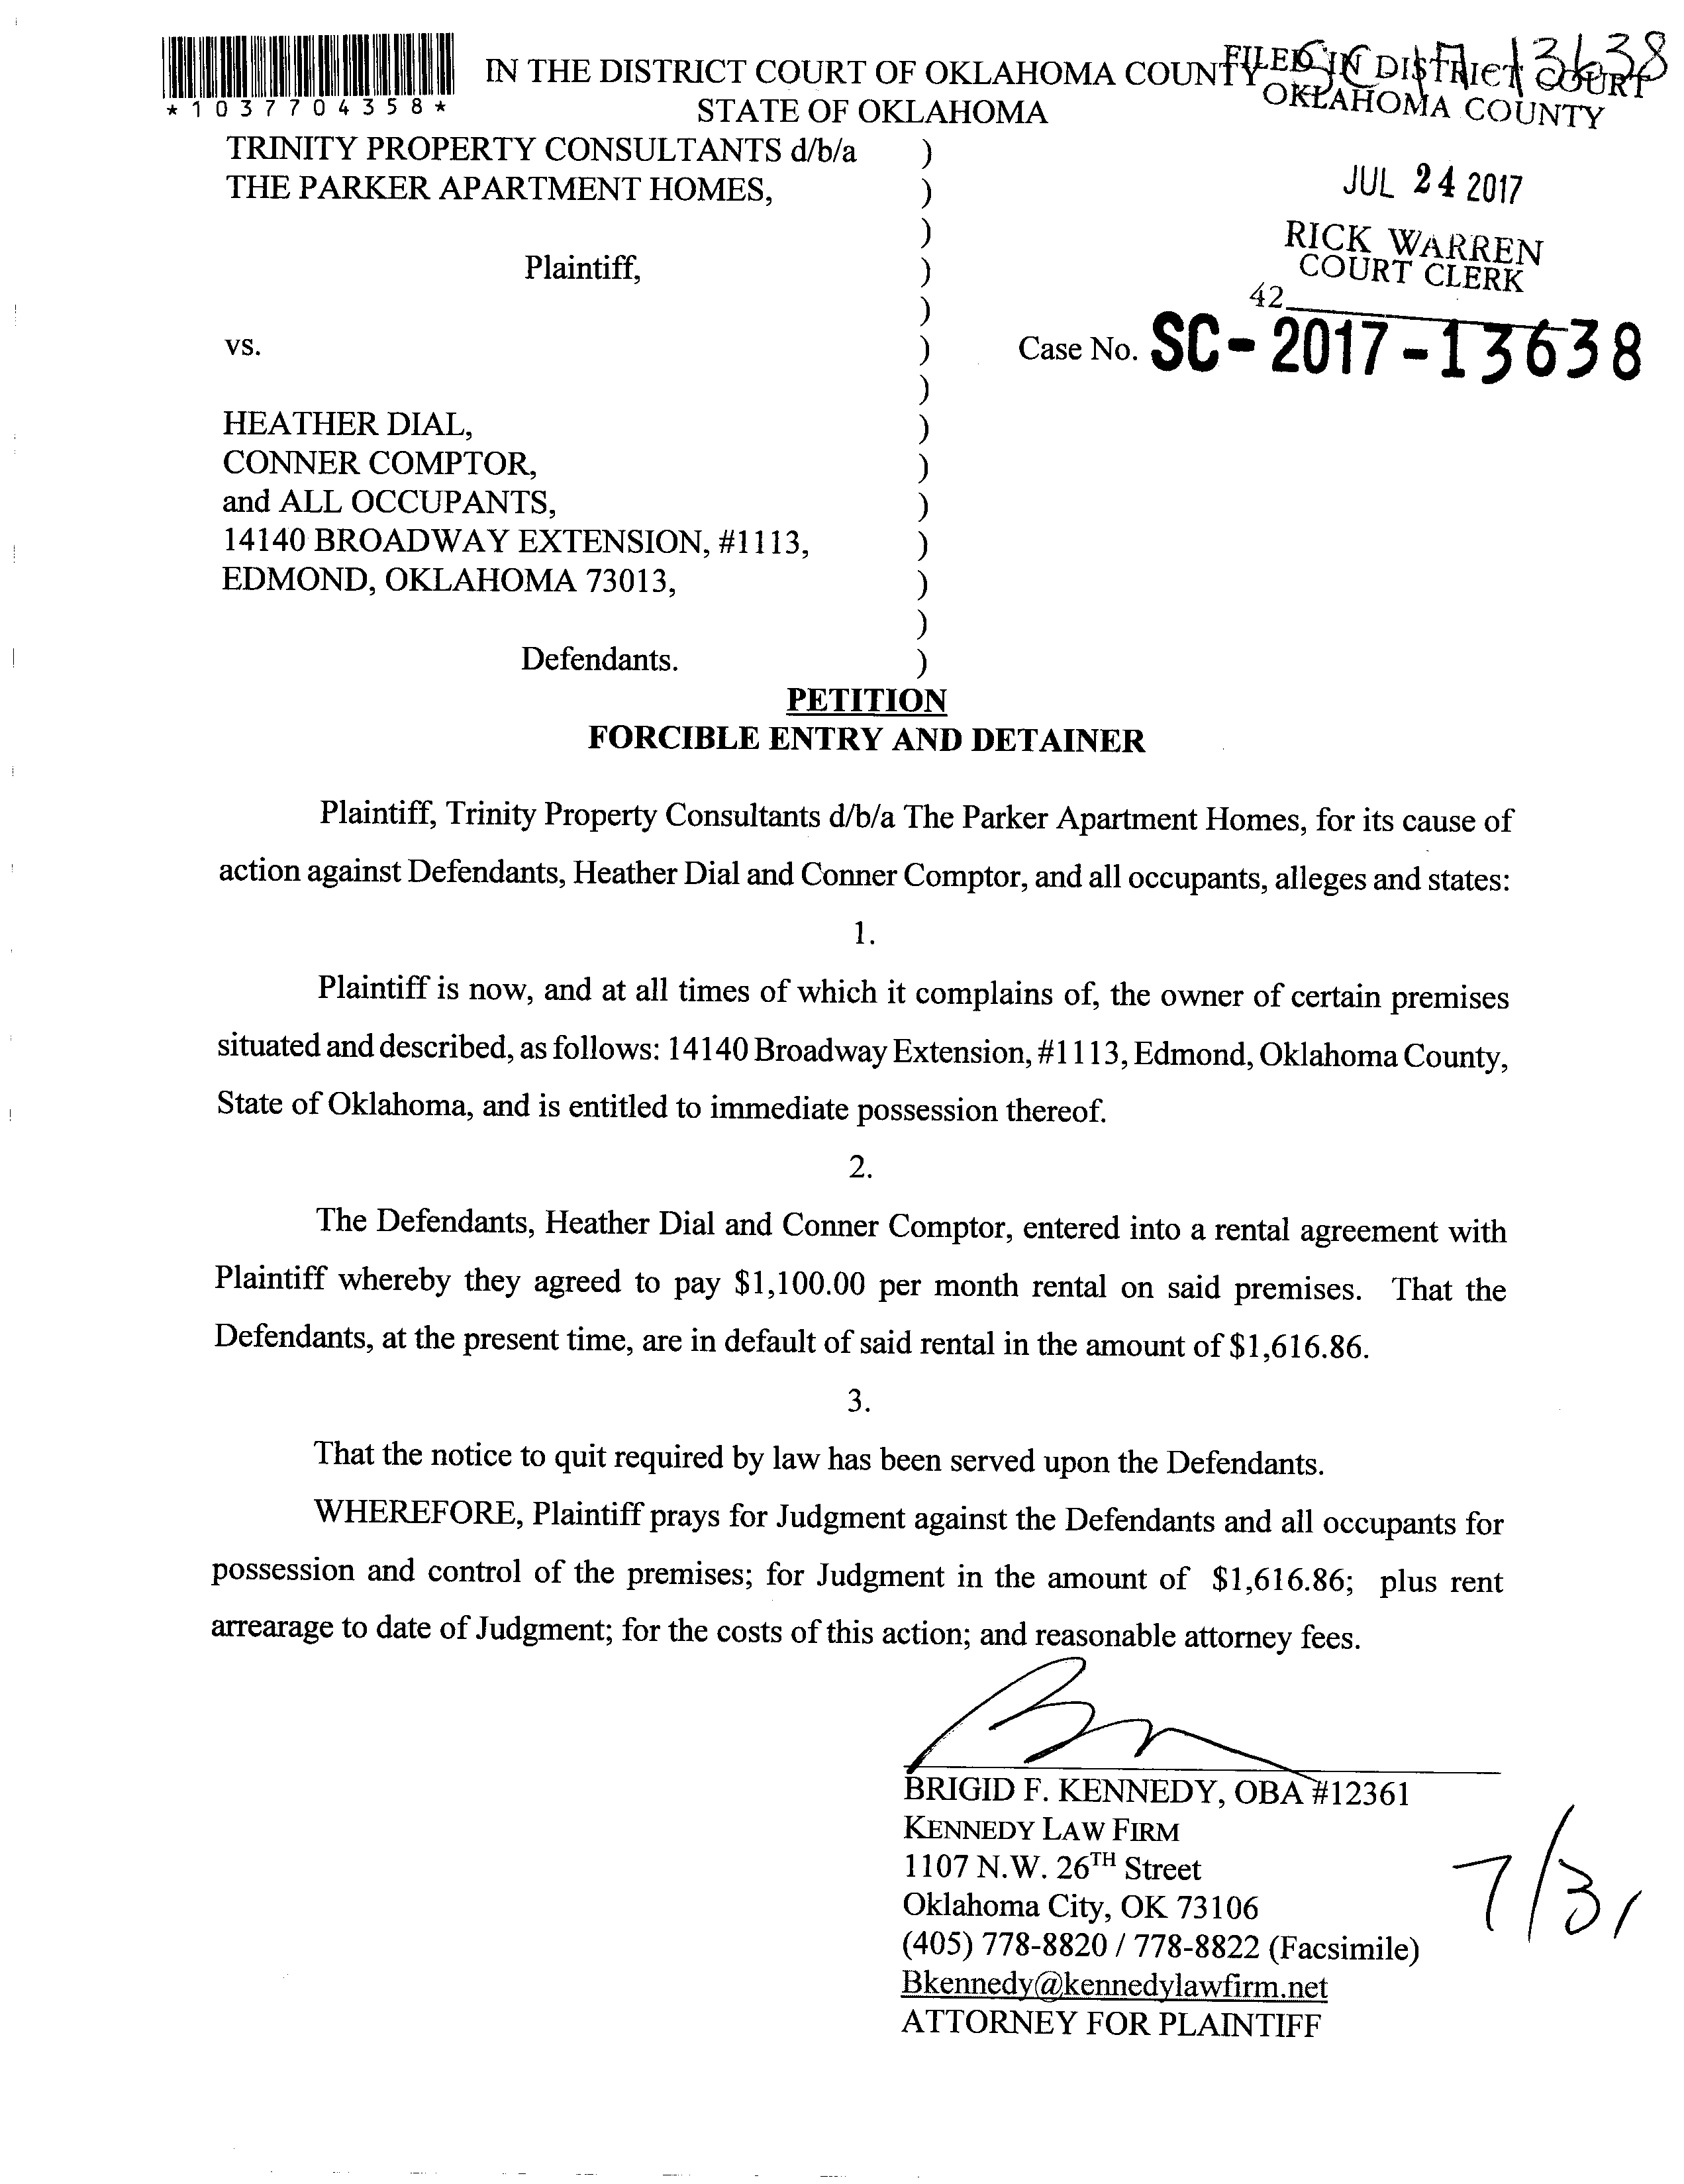 *1037704358*
IN THE DISTRICT COURT OF OKLAHOMA COUNTY
STATE OF OKLAHOMA
FILED IN DISTRICT COURT
OKLAHOMA COUNTY
SC 17 13638
JUL 24 2017
RICK WARREN
COURT CLERK
42
TRINITY PROPERTY CONSULTANTS d/b/a )
THE PARKER APARTMENT HOMES, )
)
Plaintiff, )
)
vs. ) Case No. SC-2017-13638
)
HEATHER DIAL, )
CONNER COMPTOR, )
and ALL OCCUPANTS, )
14140 BROADWAY EXTENSION, #1113, )
EDMOND, OKLAHOMA 73013, )
)
Defendants. )
PETITION
FORCIBLE ENTRY AND DETAINER
Plaintiff, Trinity Property Consultants d/b/a The Parker Apartment Homes, for its cause of
action against Defendants, Heather Dial and Conner Comptor, and all occupants, alleges and states:
1.
Plaintiff is now, and at all times of which it complains of, the owner of certain premises
situated and described, as follows: 14140 Broadway Extension, #1113, Edmond, Oklahoma County,
State of Oklahoma, and is entitled to immediate possession thereof.
2.
The Defendants, Heather Dial and Conner Comptor, entered into a rental agreement with
Plaintiff whereby they agreed to pay $1,100.00 per month rental on said premises. That the
Defendants, at the present time, are in default of said rental in the amount of $1,616.86.
3.
That the notice to quit required by law has been served upon the Defendants.
WHEREFORE, Plaintiff prays for Judgment against the Defendants and all occupants for
possession and control of the premises; for Judgment in the amount of $1,616.86; plus rent
arrearage to date of Judgment; for the costs of this action; and reasonable attorney fees.
BRIGID F. KENNEDY, OBA #12361
KENNEDY LAW FIRM
1107 N.W. 26TH Street
Oklahoma City, OK 73106
(405) 778-8820 / 778-8822 (Facsimile)
Bkennedy@kennedylawfirm.net
ATTORNEY FOR PLAINTIFF
7/31